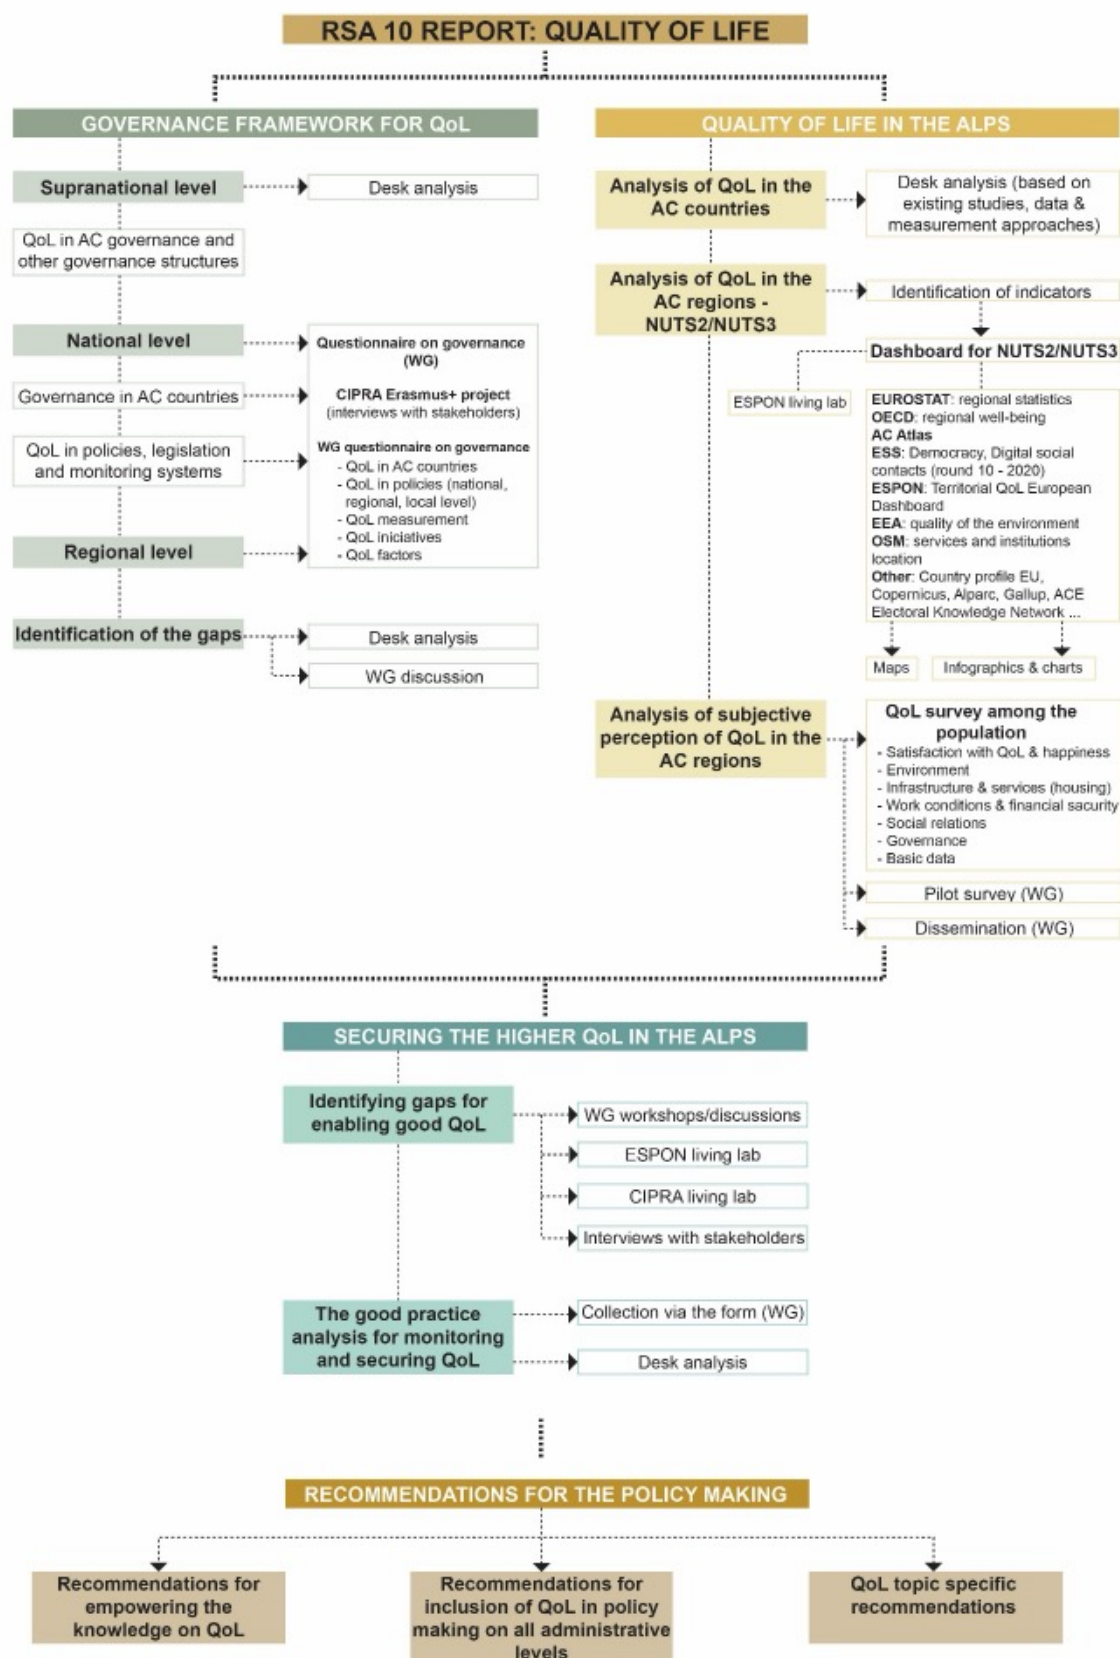 RSA 10 REPORT: QUALITY OF LIFE
GOVERNANCE FRAMEWORK FOR QoL
Supranational level
Desk analysis
QoL in AC governance and
other governance structures
National level
Questionnaire on governance
(WG)
CIPRA Erasmus+ project
(interviews with stakeholders)
WG questionnaire on governance
- QoL in AC countries
- QoL in policies (national,
regional, local level)
- QoL measurement
- QoL iniciatives
- QoL factors
Governance in AC countries
QoL in policies, legislation
and monitoring systems
Regional level
Identification of the gaps
Desk analysis
WG discussion
QUALITY OF LIFE IN THE ALPS
Analysis of QoL in the
AC countries
Desk analysis (based on
existing studies, data &
measurement approaches)
Analysis of QoL in the
AC regions -
NUTS2/NUTS3
Identification of indicators
Dashboard for NUTS2/NUTS3
ESPON living lab
EUROSTAT: regional statistics
OECD: regional well-being
AC Atlas
ESS: Democracy, Digital social
contacts (round 10 - 2020)
ESPON: Territorial QoL European
Dashboard
EEA: quality of the environment
OSM: services and institutions
location
Other: Country profile EU,
Copernicus, Alparc, Gallup, ACE
Electoral Knowledge Network ...
Maps
Infographics & charts
Analysis of subjective
perception of QoL in the
AC regions
QoL survey among the
population
- Satisfaction with QoL & happiness
- Environment
- Infrastructure & services (housing)
- Work conditions & financial sacurity
- Social relations
- Governance
- Basic data
Pilot survey (WG)
Dissemination (WG)
SECURING THE HIGHER QoL IN THE ALPS
Identifying gaps for
enabling good QoL
WG workshops/discussions
ESPON living lab
CIPRA living lab
Interviews with stakeholders
The good practice
analysis for monitoring
and securing QoL
Collection via the form (WG)
Desk analysis
RECOMMENDATIONS FOR THE POLICY MAKING
Recommendations for
empowering the
knowledge on QoL
Recommendations for
inclusion of QoL in policy
making on all administrative
levels
QoL topic specific
recommendations